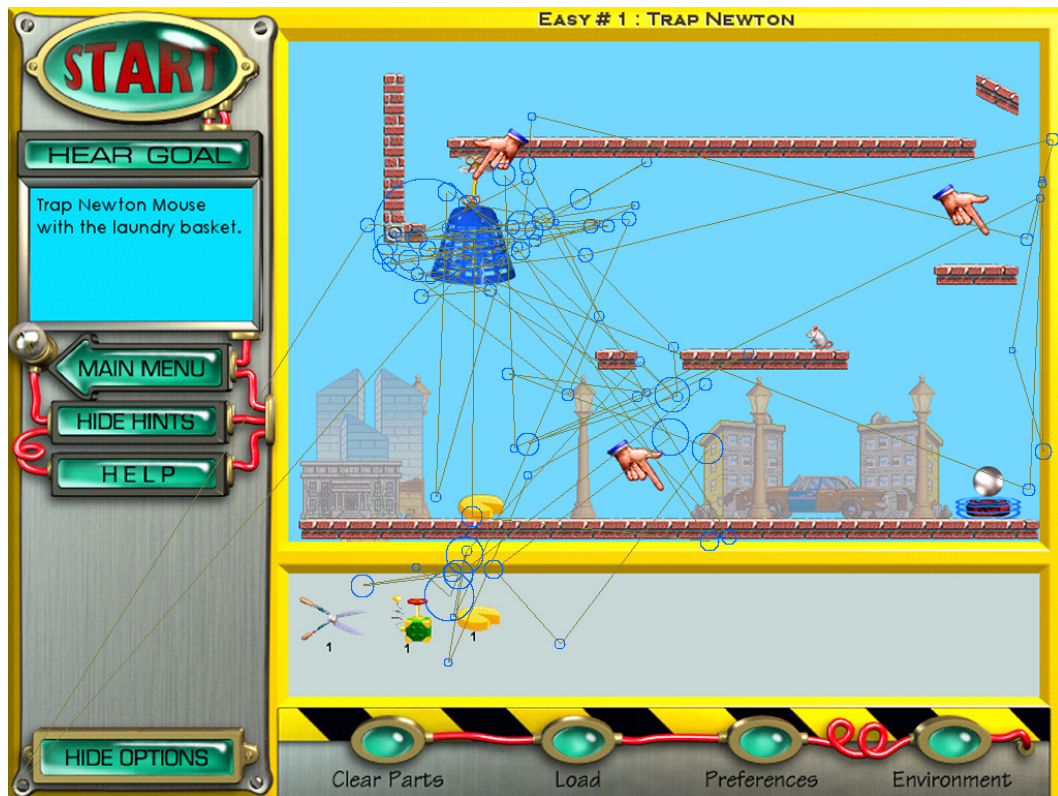 EASY # 1 : TRAP NEWTON
START
HEAR GOAL
Trap Newton Mouse
with the laundry basket.
MAIN MENU
HIDE HINTS
HELP
1
1
1
HIDE OPTIONS
Clear Parts
Load
Preferences
Environment